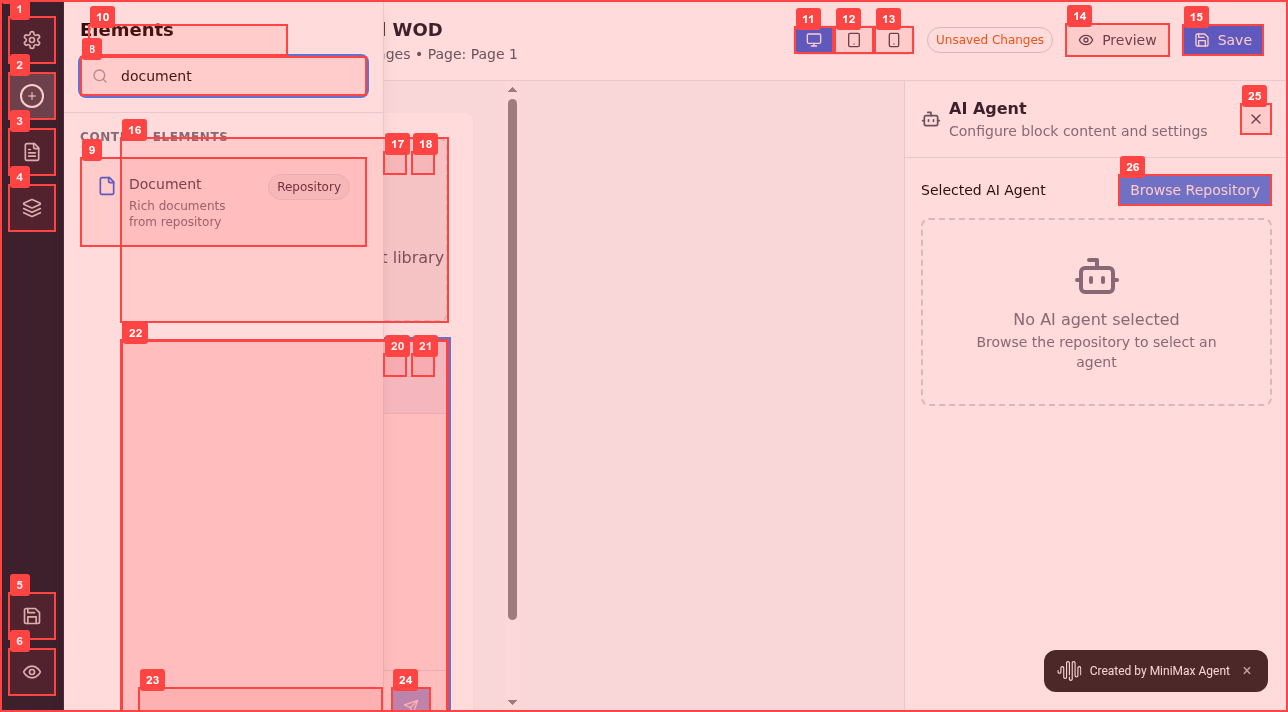 1
2
3
4
5
6
10
Elements
8
document
CONT ELEMENTS
16
9
Document
Repository
Rich documents
from repository
WOD
ges • Page: Page 1
17
18
t library
22
20
21
23
24
11
12
13
Unsaved Changes
14
Preview
15
Save
AI Agent
Configure block content and settings
25
26
Selected AI Agent
Browse Repository
No AI agent selected
Browse the repository to select an
agent
Created by MiniMax Agent ×